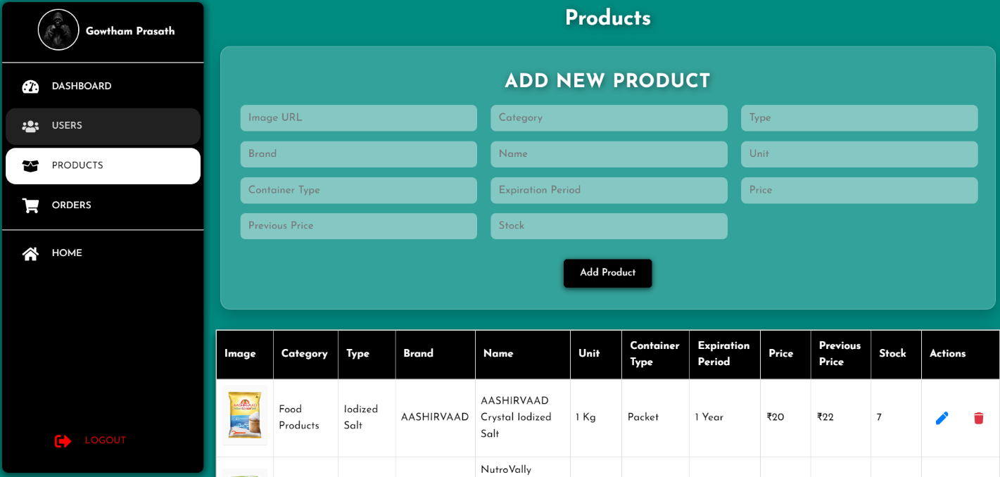 Gowtham Prasath
DASHBOARD
USERS
PRODUCTS
ORDERS
HOME
LOGOUT
Products
ADD NEW PRODUCT
Image URL
Category
Type
Brand
Name
Unit
Container Type
Expiration Period
Price
Previous Price
Stock
Add Product
Image
Category
Type
Brand
Name
Unit
Container
Type
Expiration
Period
Price
Previous
Price
Stock
Actions
AASHIRVAAD
Food
Products
Iodized
Salt
AASHIRVAAD
AASHIRVAAD
Crystal Iodized
Salt
1 Kg
Packet
1 Year
₹20
₹22
7
NutroVally